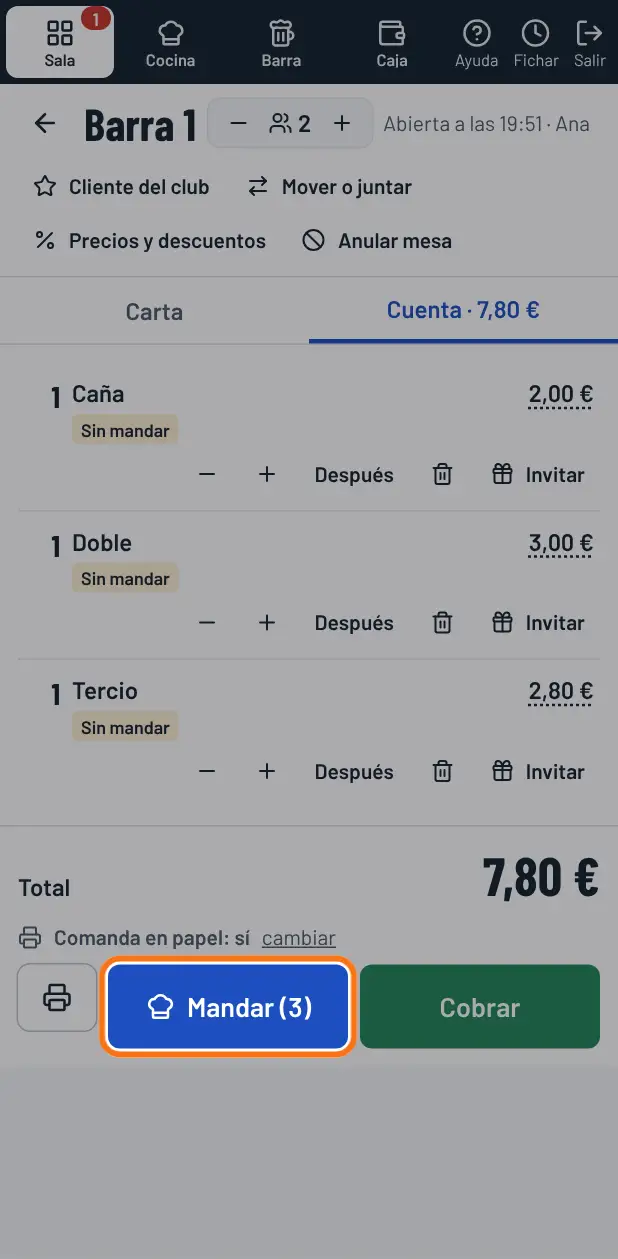 1
Sala
Cocina
Barra
Caja
Ayuda
Fichar
Salir
Barra 1
2
Abierta a las 19:51 · Ana
Cliente del club
Mover o juntar
Precios y descuentos
Anular mesa
Carta
Cuenta · 7,80 €
1 Caña 2,00 €
Sin mandar
− + Después Invitar
1 Doble 3,00 €
Sin mandar
− + Después Invitar
1 Tercio 2,80 €
Sin mandar
− + Después Invitar
Total 7,80 €
Comanda en papel: sí cambiar
Mandar (3)
Cobrar